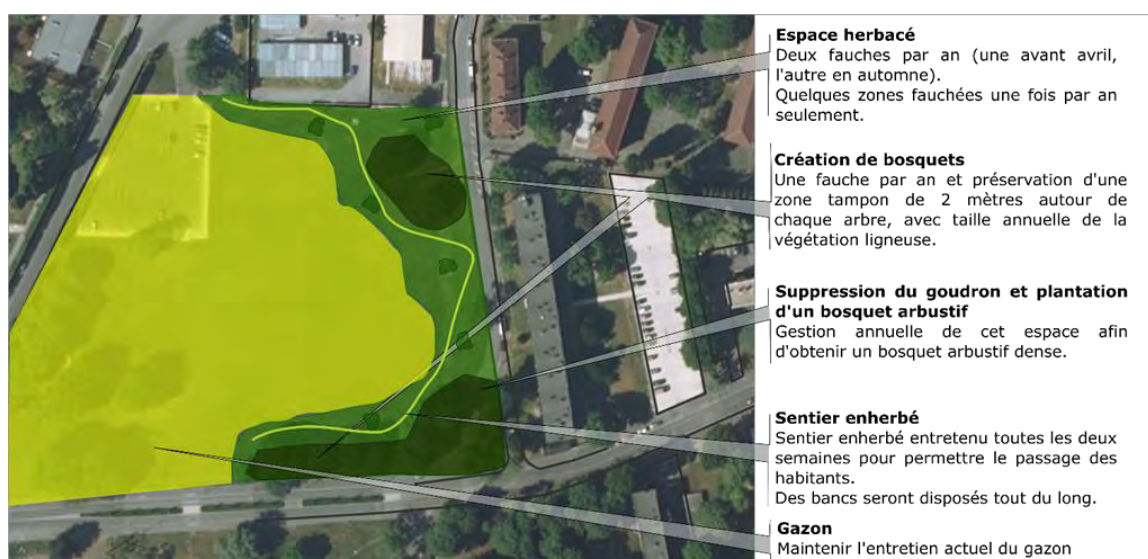 Espace herbacé
Deux fauches par an (une avant avril,
l'autre en automne).
Quelques zones fauchées une fois par an
seulement.
Création de bosquets
Une fauche par an et préservation d'une
zone tampon de 2 mètres autour de
chaque arbre, avec taille annuelle de la
végétation ligneuse.
Suppression du goudron et plantation
d'un bosquet arbustif
Gestion annuelle de cet espace afin
d'obtenir un bosquet arbustif dense.
Sentier enherbé
Sentier enherbé entretenu toutes les deux
semaines pour permettre le passage des
habitants.
Des bancs seront disposés tout du long.
Gazon
Maintenir l'entretien actuel du gazon